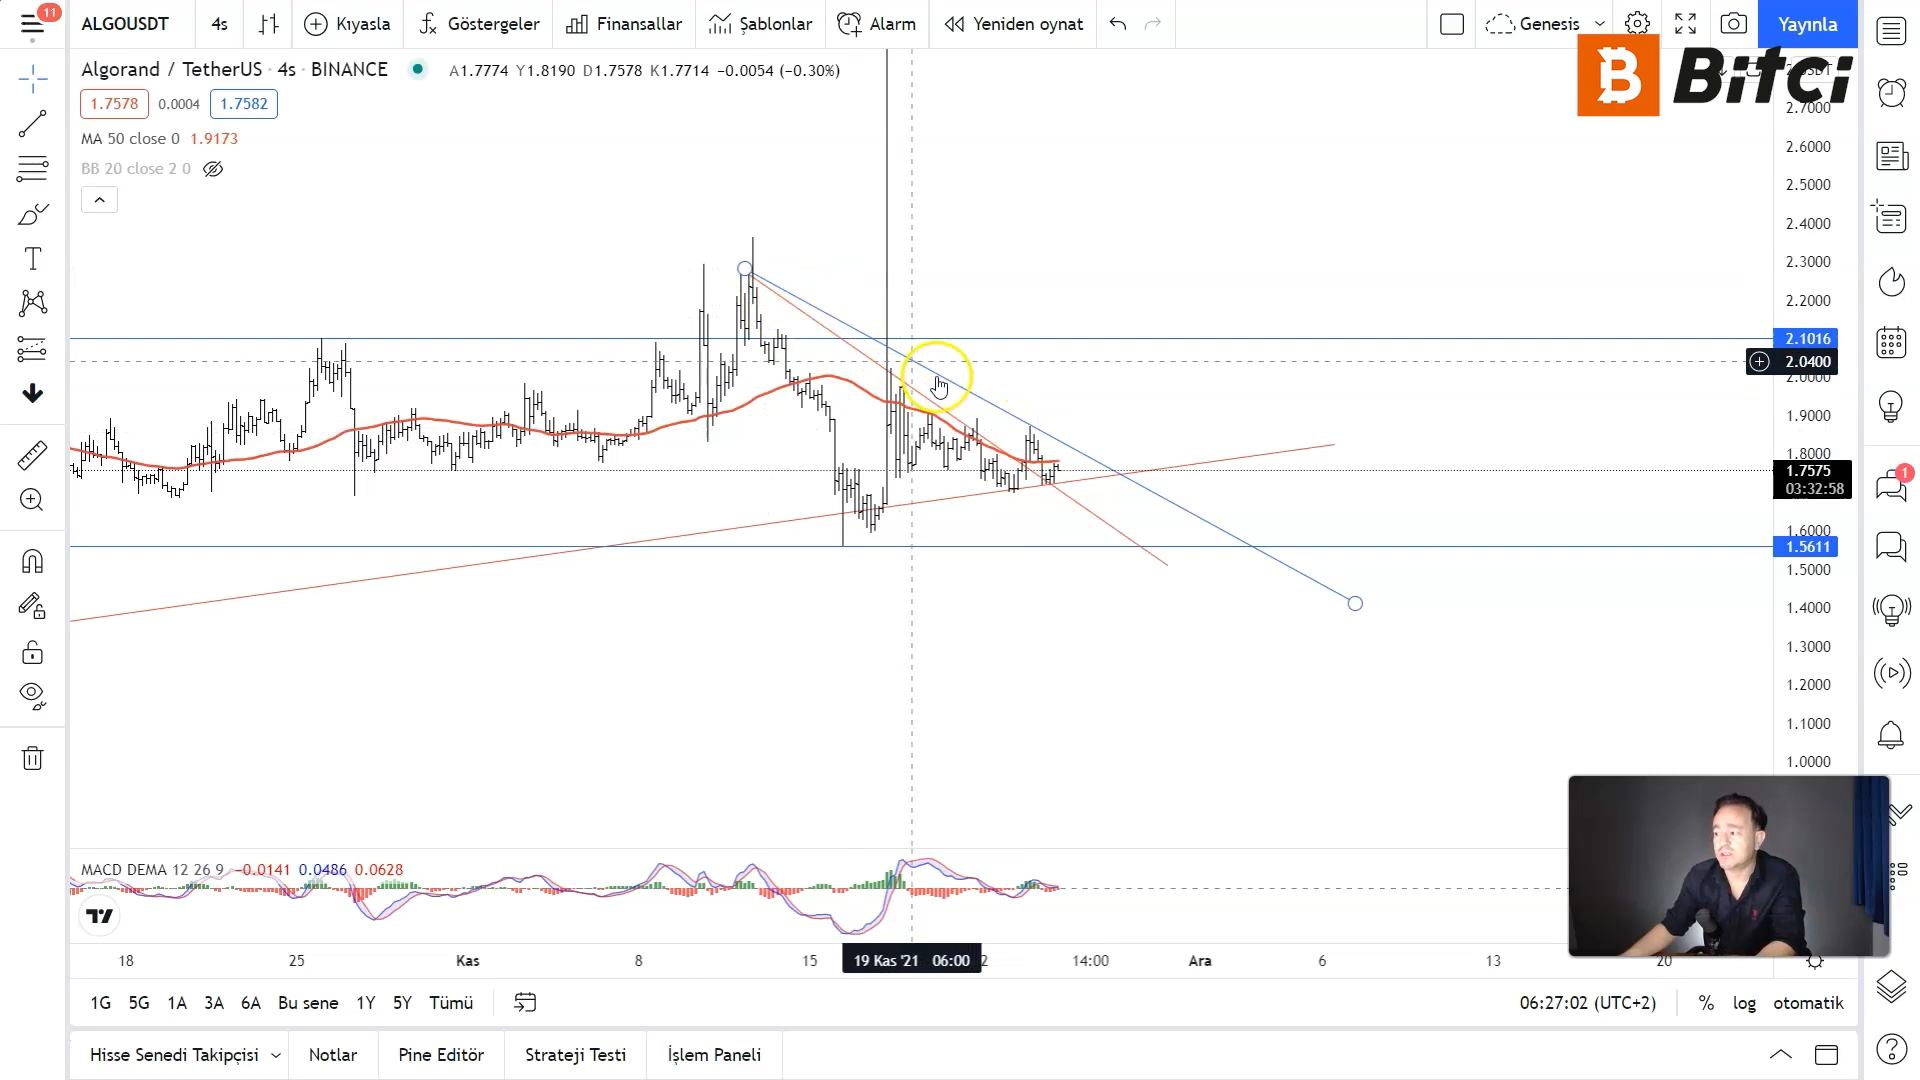 11
ALGOUSDT 4s Kıyasla Göstergeler Finansallar Şablonlar Alarm Yeniden oynat Genesis Yayınla
Algorand / TetherUS · 4s · BINANCE A1.7774 Y1.8190 D1.7578 K1.7714 −0.0054 (−0.30%)
Bitci
1.7578 0.0004 1.7582
MA 50 close 0 1.9173
BB 20 close 2 0
2.7000
2.6000
2.5000
2.4000
2.3000
2.2000
2.1016
2.0400
2.0000
1.9000
1.8000
1.7575
03:32:58
1
1.6000
1.5611
1.5000
1.4000
1.3000
1.2000
1.1000
1.0000
MACD DEMA 12 26 9 −0.0141 0.0486 0.0628
18 25 Kas 8 15 19 Kas '21 06:00 2 14:00 Ara 6 13 20
1G 5G 1A 3A 6A Bu sene 1Y 5Y Tümü 06:27:02 (UTC+2) % log otomatik
Hisse Senedi Takipçisi Notlar Pine Editör Strateji Testi İşlem Paneli